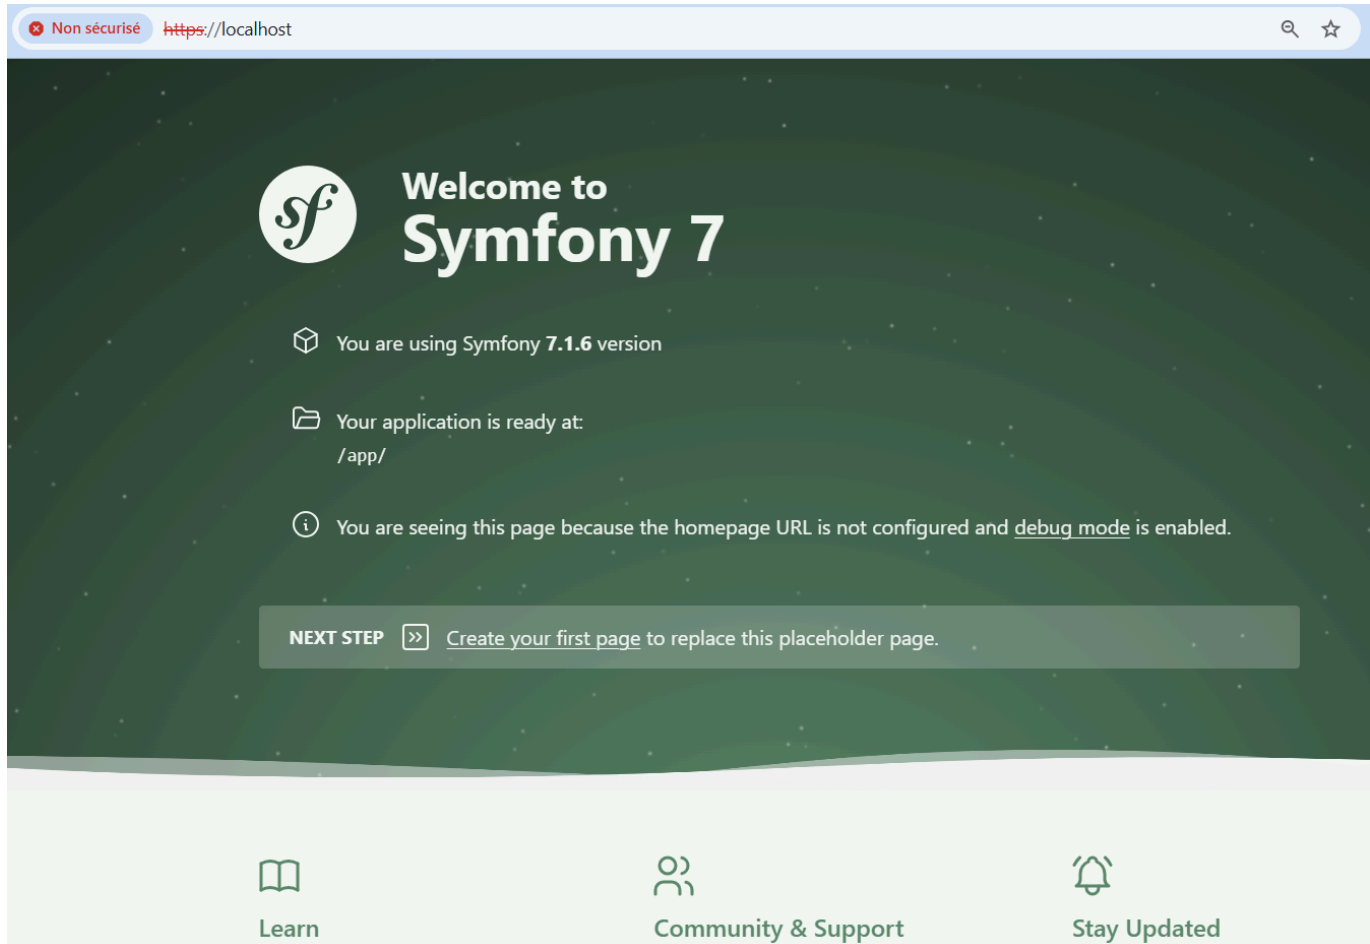 Non sécurisé https://localhost
sf
Welcome to
Symfony 7
You are using Symfony 7.1.6 version
Your application is ready at:
/app/
You are seeing this page because the homepage URL is not configured and debug mode is enabled.
NEXT STEP Create your first page to replace this placeholder page.
Learn
Community & Support
Stay Updated